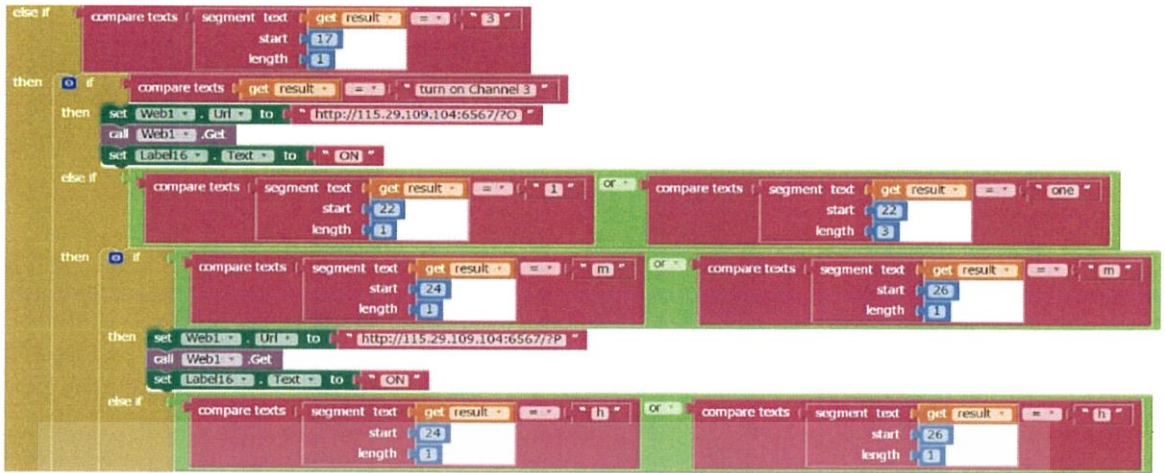 else if compare texts segment text get result = " 3 "
start 17
length 1
then if compare texts get result = " turn on Channel 3 "
then set Web1 . Url to " http://115.29.109.104:6567/?O "
call Web1 .Get
set Label16 . Text to " ON "
else if compare texts segment text get result = " 1 " or compare texts segment text get result = " one "
start 22 start 22
length 1 length 3
then if compare texts segment text get result = " m " or compare texts segment text get result = " m "
start 24 start 26
length 1 length 1
then set Web1 . Url to " http://115.29.109.104:6567/?P "
call Web1 .Get
set Label16 . Text to " ON "
else if compare texts segment text get result = " h " or compare texts segment text get result = " h "
start 24 start 26
length 1 length 1